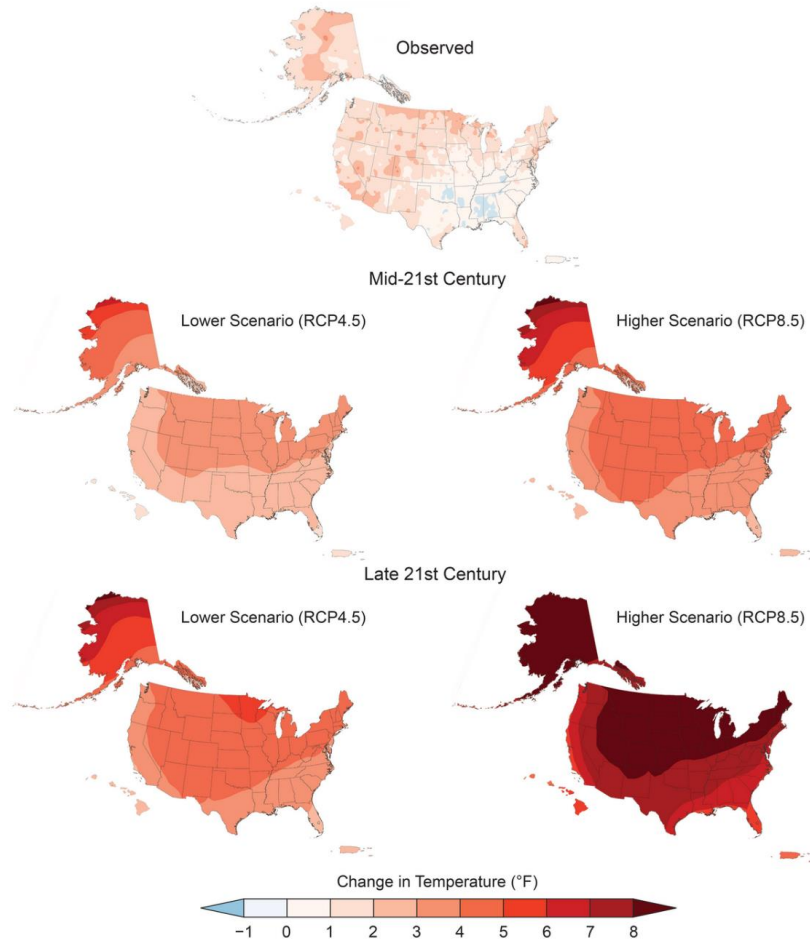 Observed
Mid-21st Century
Lower Scenario (RCP4.5)
Higher Scenario (RCP8.5)
Late 21st Century
Lower Scenario (RCP4.5)
Higher Scenario (RCP8.5)
Change in Temperature (°F)
−1 0 1 2 3 4 5 6 7 8